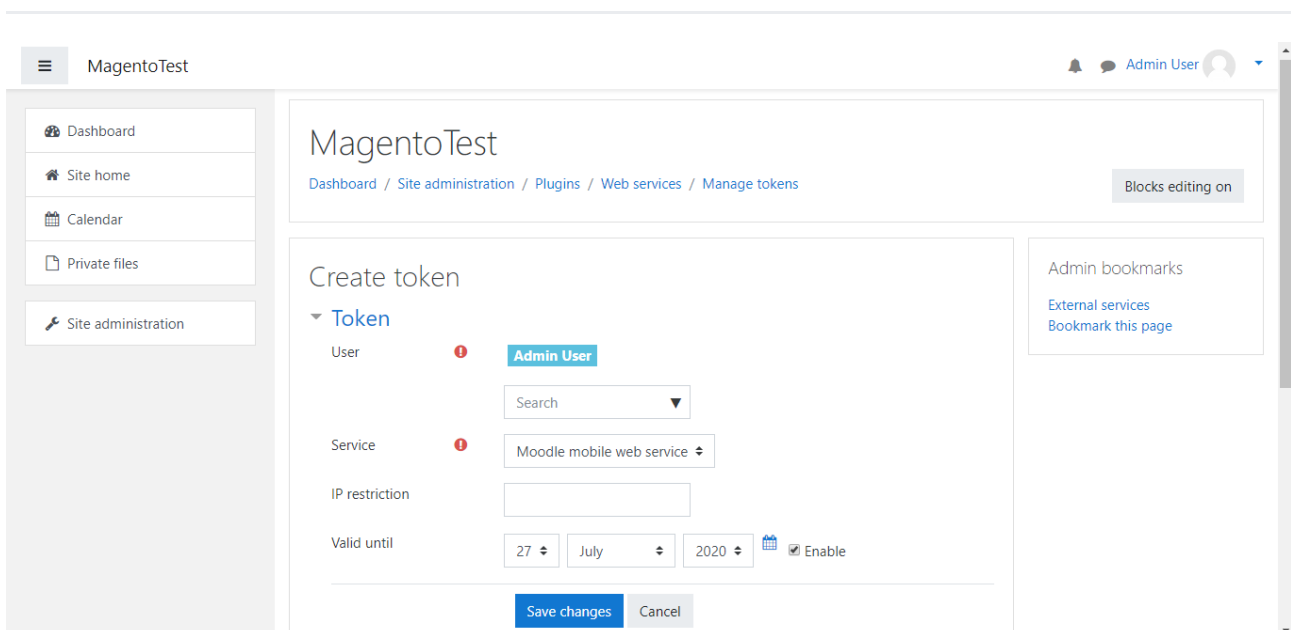 MagentoTest
Admin User
Dashboard
Site home
Calendar
Private files
Site administration
MagentoTest
Dashboard / Site administration / Plugins / Web services / Manage tokens
Blocks editing on
Create token
Token
User
Admin User
Search
Service
Moodle mobile web service
IP restriction
Valid until
27 July 2020 Enable
Save changes Cancel
Admin bookmarks
External services
Bookmark this page